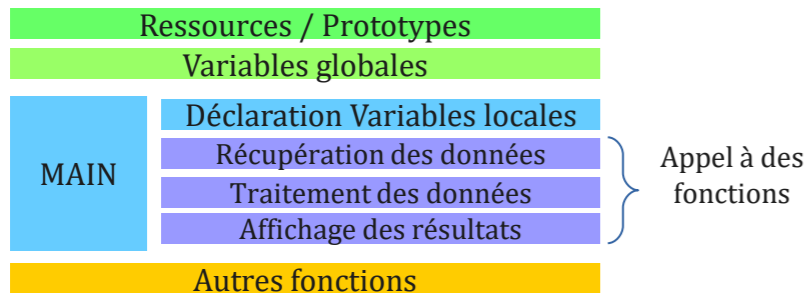 Ressources / Prototypes
Variables globales
MAIN
Déclaration Variables locales
Récupération des données
Traitement des données
Affichage des résultats
Appel à des
fonctions
Autres fonctions